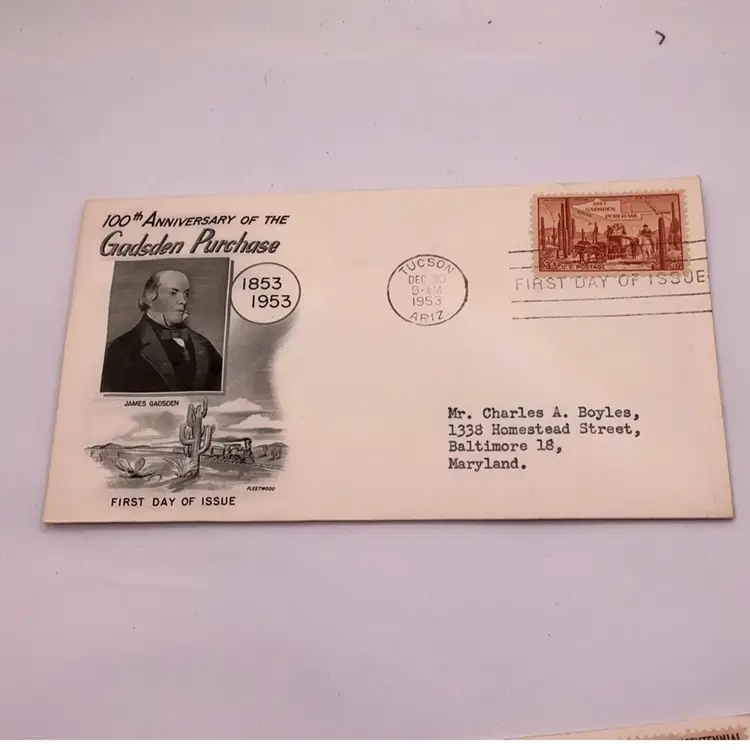 100th ANNIVERSARY OF THE
Gadsden Purchase
1853
1953
JAMES GADSDEN
FLEETWOOD
FIRST DAY OF ISSUE
TUCSON
DEC 30
9-AM
1953
ARIZ.
1853
GADSDEN
PURCHASE
U.S. POSTAGE
FIRST DAY OF ISSUE
Mr. Charles A. Boyles,
1338 Homestead Street,
Baltimore 18,
Maryland.